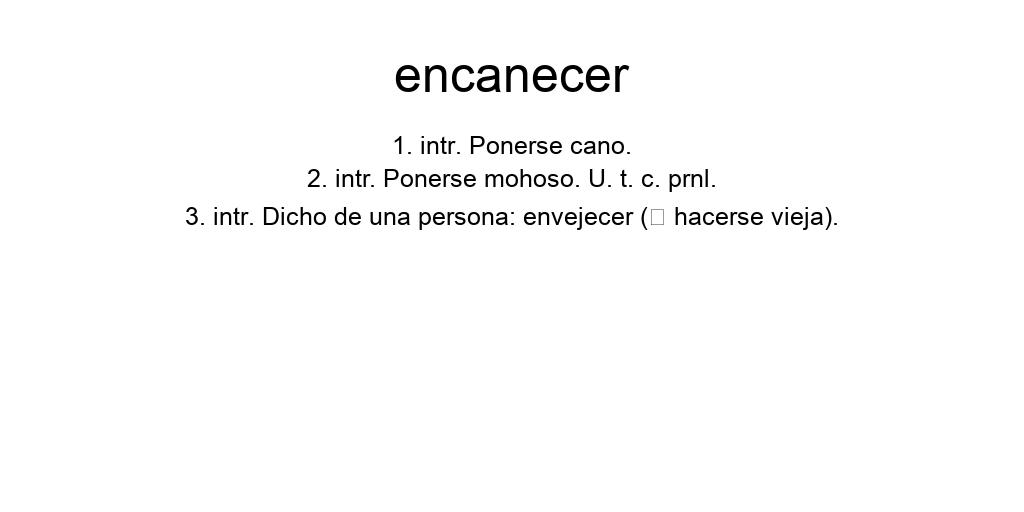 encanecer
1. intr. Ponerse cano.
2. intr. Ponerse mohoso. U. t. c. prnl.
3. intr. Dicho de una persona: envejecer (□ hacerse vieja).